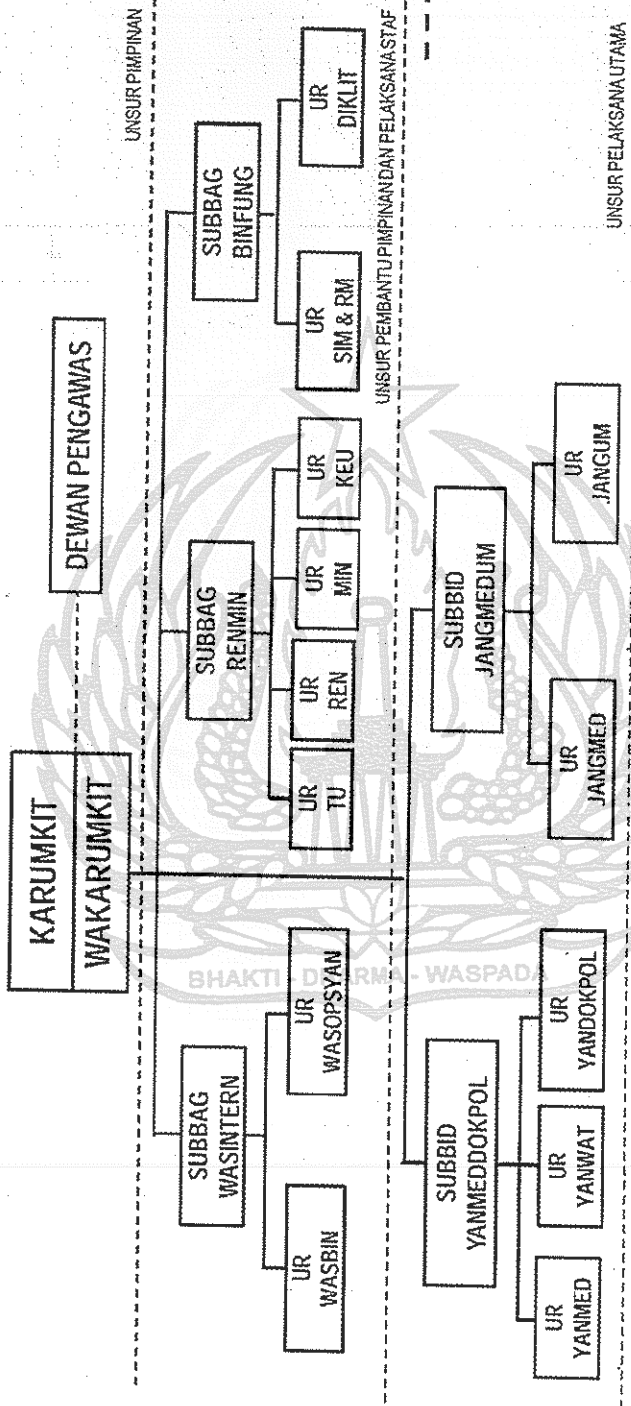 KARUMKIT
WAKARUMKIT
DEWAN PENGAWAS
UNSUR PIMPINAN
SUBBAG
WASINTERN
SUBBAG
RENMIN
SUBBAG
BINFUNG
UR
WASBIN
UR
WASOPSYAN
UR
TU
UR
REN
UR
MIN
UR
KEU
UR
SIM & RM
UR
DIKLIT
UNSUR PEMBANTU PIMPINAN DAN PELAKSANA STAF
SUBBID
YANMEDDOKPOL
SUBBID
JANGMEDUM
UR
YANMED
UR
YANWAT
UR
YANDOKPOL
UR
JANGMED
UR
JANGUM
UNSUR PELAKSANA UTAMA
BHAKTI - DHARMA - WASPADA